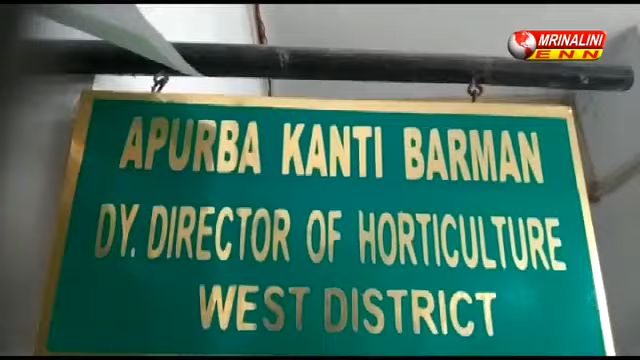 MRINALINI
ENN
APURBA KANTI BARMAN
DY. DIRECTOR OF HORTICULTURE
WEST DISTRICT